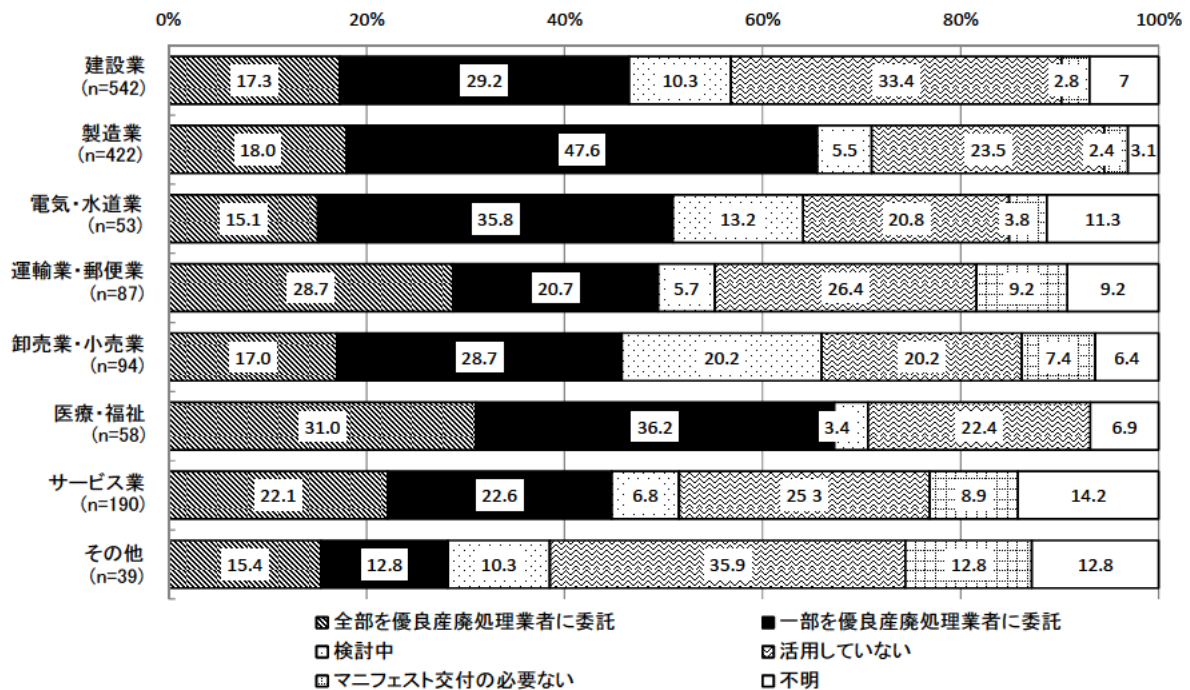 0% 20% 40% 60% 80% 100%
建設業
(n=542)
17.3 29.2 10.3 33.4 2.8 7
製造業
(n=422)
18.0 47.6 5.5 23.5 2.4 3.1
電気・水道業
(n=53)
15.1 35.8 13.2 20.8 3.8 11.3
運輸業・郵便業
(n=87)
28.7 20.7 5.7 26.4 9.2 9.2
卸売業・小売業
(n=94)
17.0 28.7 20.2 20.2 7.4 6.4
医療・福祉
(n=58)
31.0 36.2 3.4 22.4 6.9
サービス業
(n=190)
22.1 22.6 6.8 25 3 8.9 14.2
その他
(n=39)
15.4 12.8 10.3 35.9 12.8 12.8
全部を優良産廃処理業者に委託 一部を優良産廃処理業者に委託
検討中 活用していない
マニフェスト交付の必要ない 不明